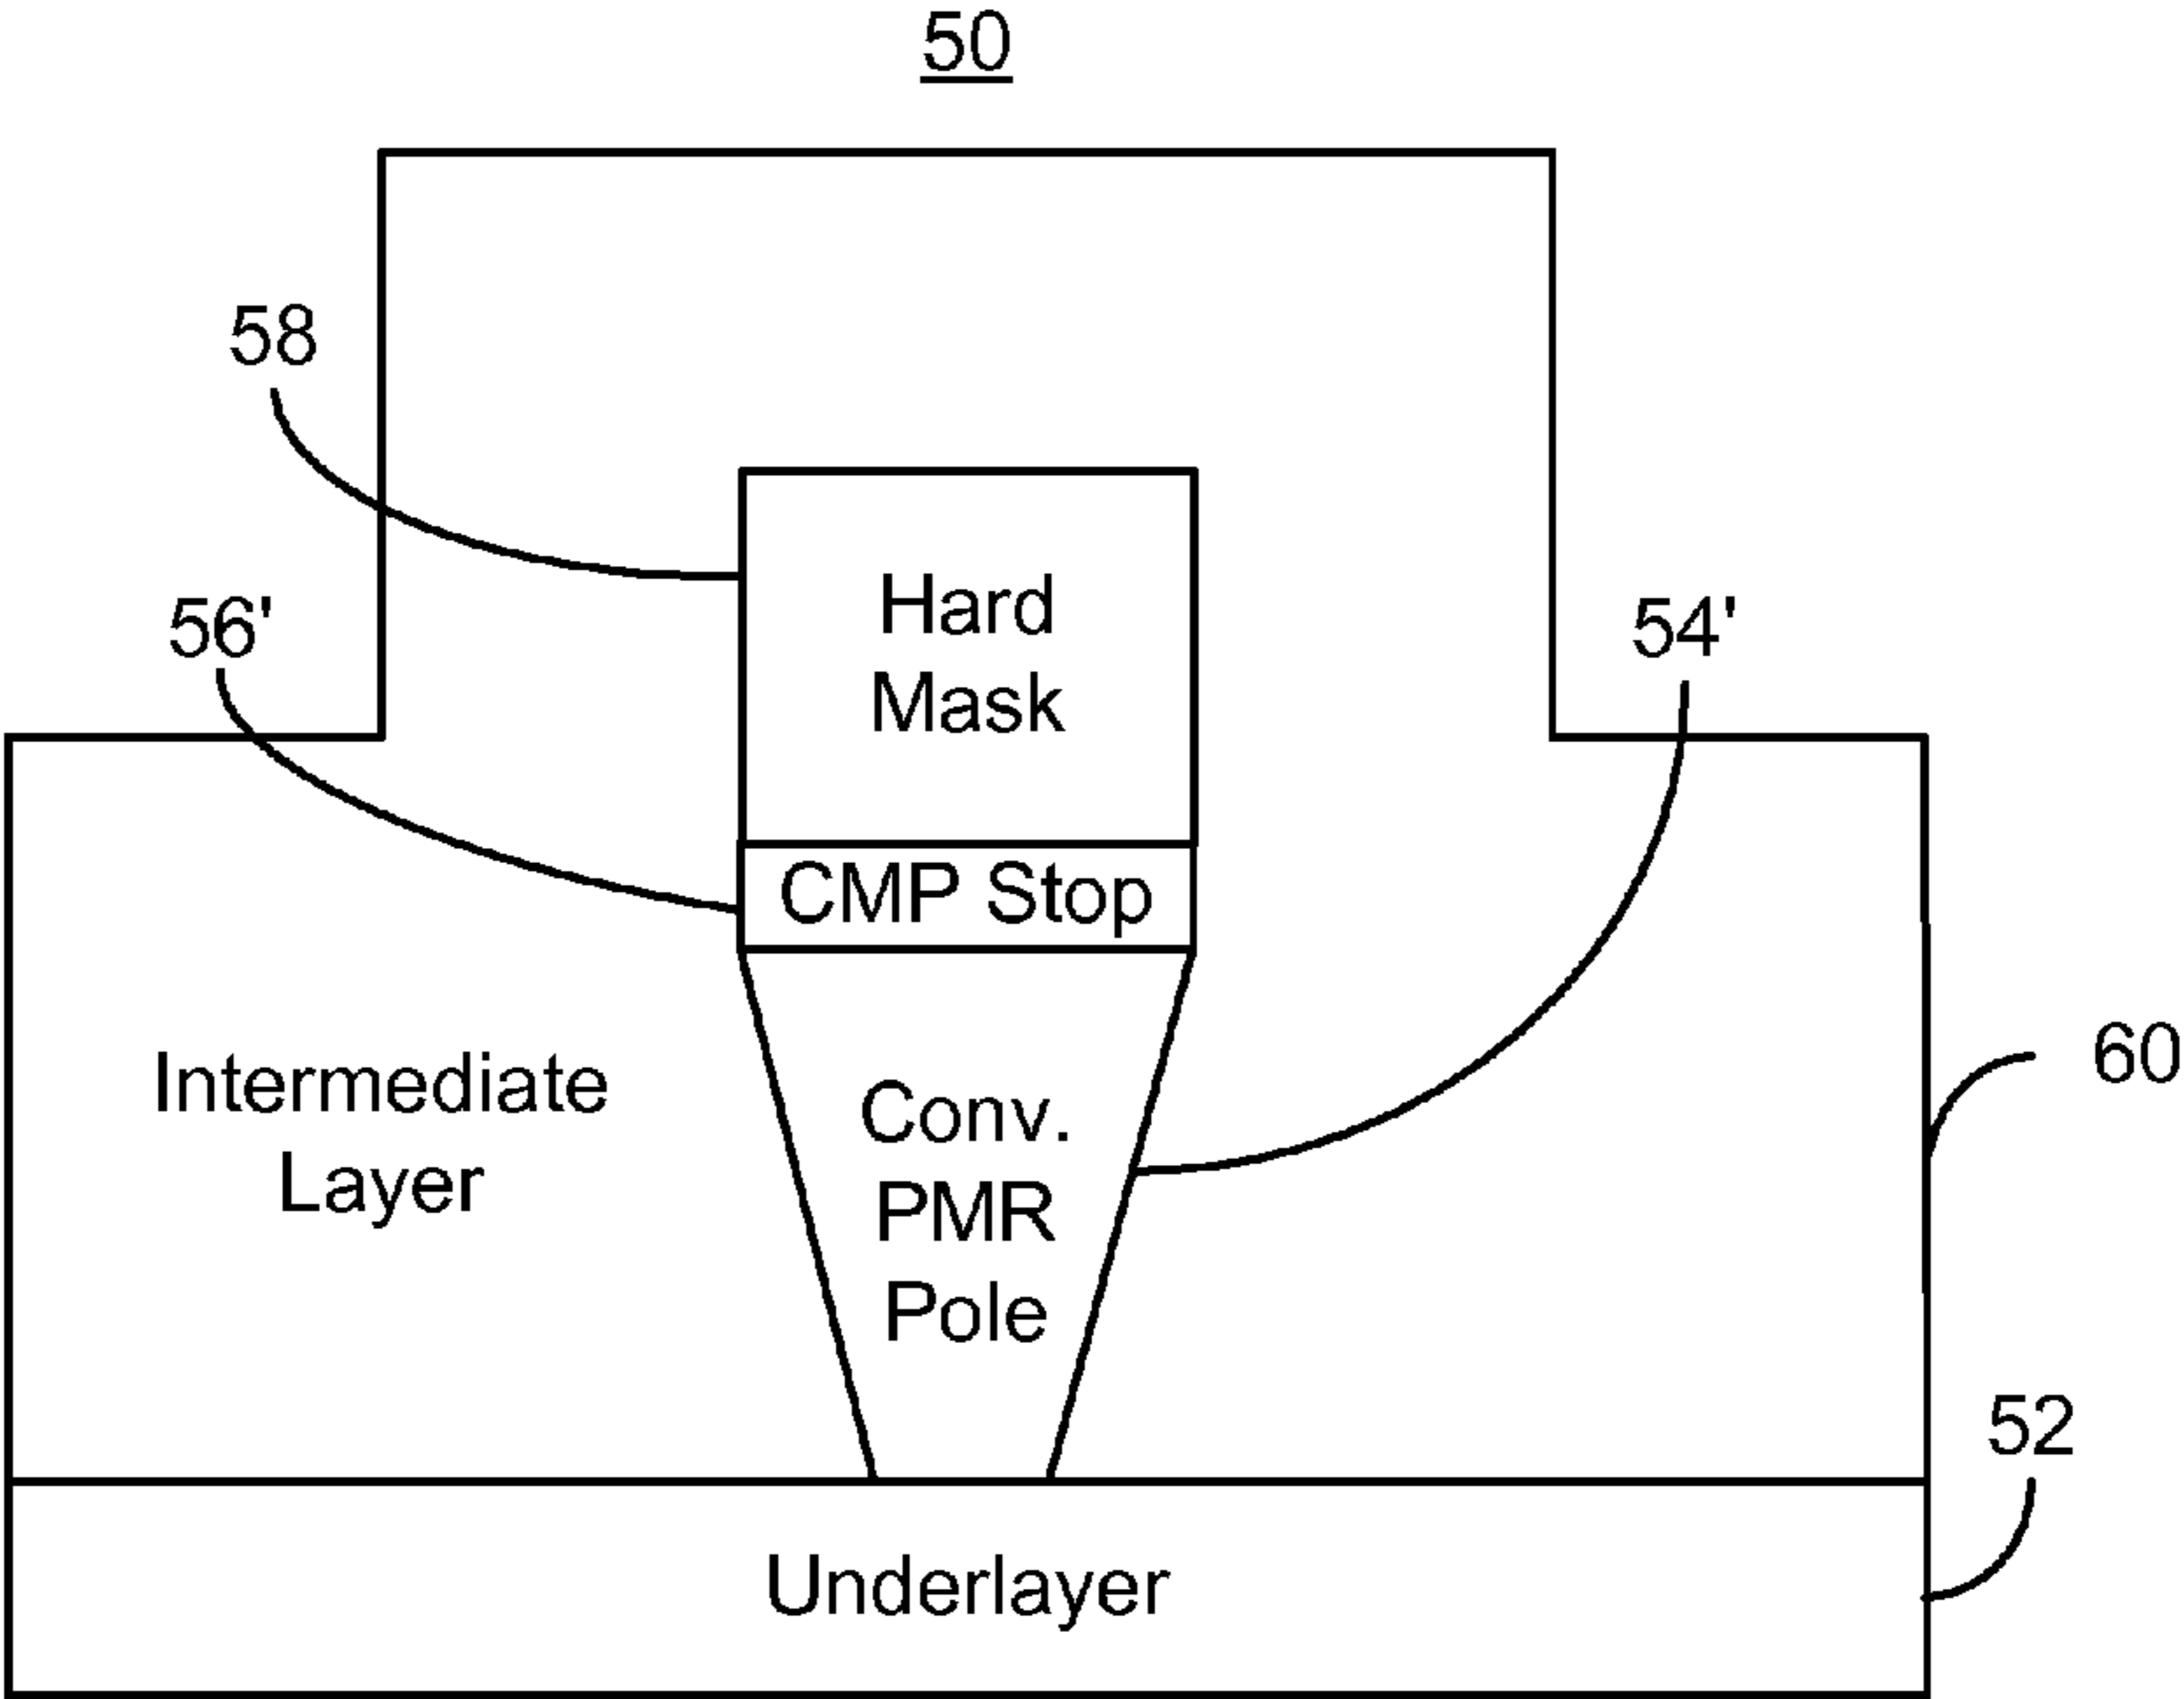 50
58
56'
54'
Hard
Mask
CMP Stop
Intermediate
Layer
Conv.
PMR
Pole
60
52
Underlayer